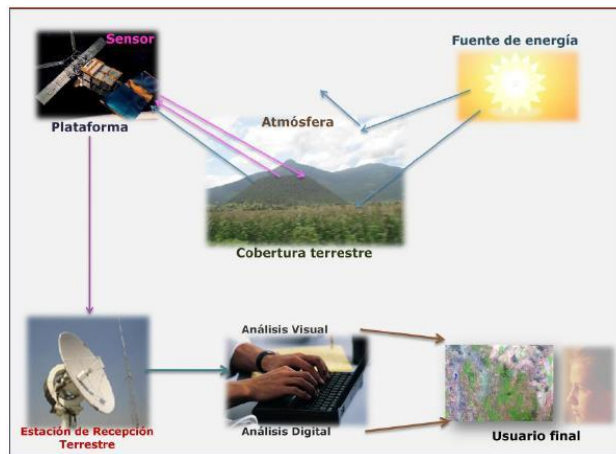 Sensor
Fuente de energía
Atmósfera
Plataforma
Cobertura terrestre
Análisis Visual
Análisis Digital
Estación de Recepción
Terrestre
Usuario final